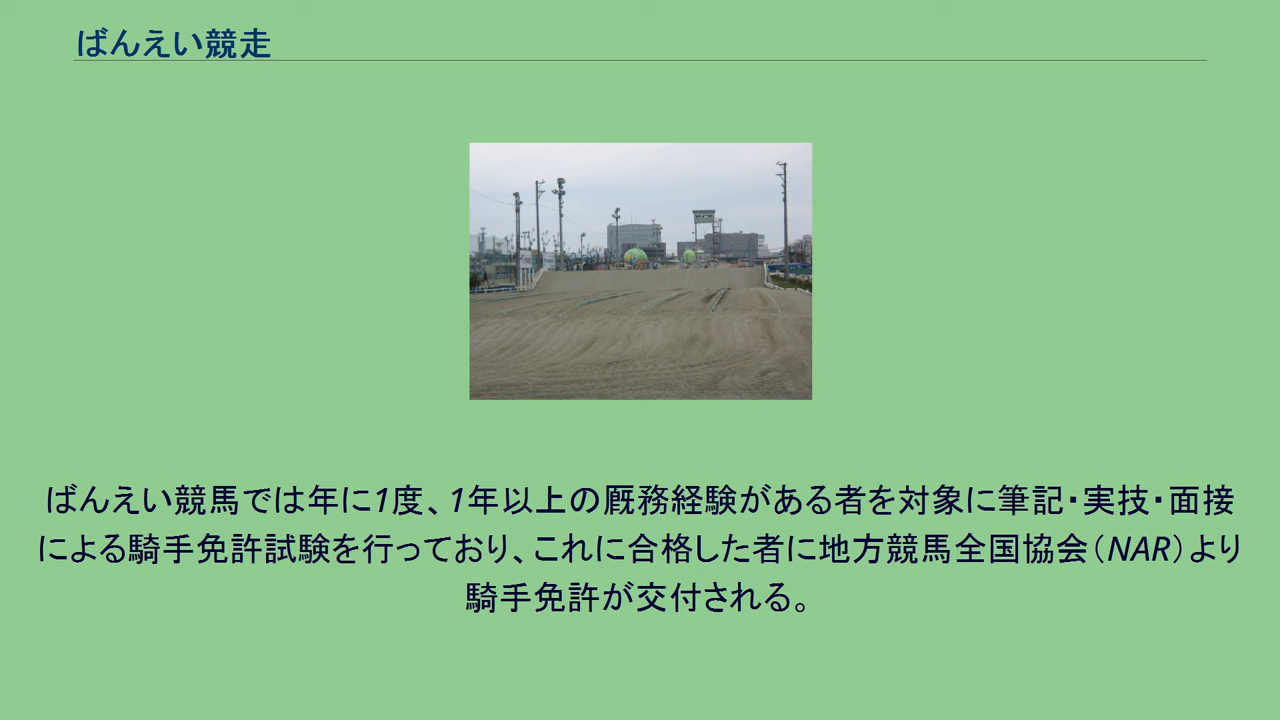 ばんえい競走
ばんえい競馬では年に1度、1年以上の厩務経験がある者を対象に筆記・実技・面接
による騎手免許試験を行っており、これに合格した者に地方競馬全国協会（NAR）より
騎手免許が交付される。